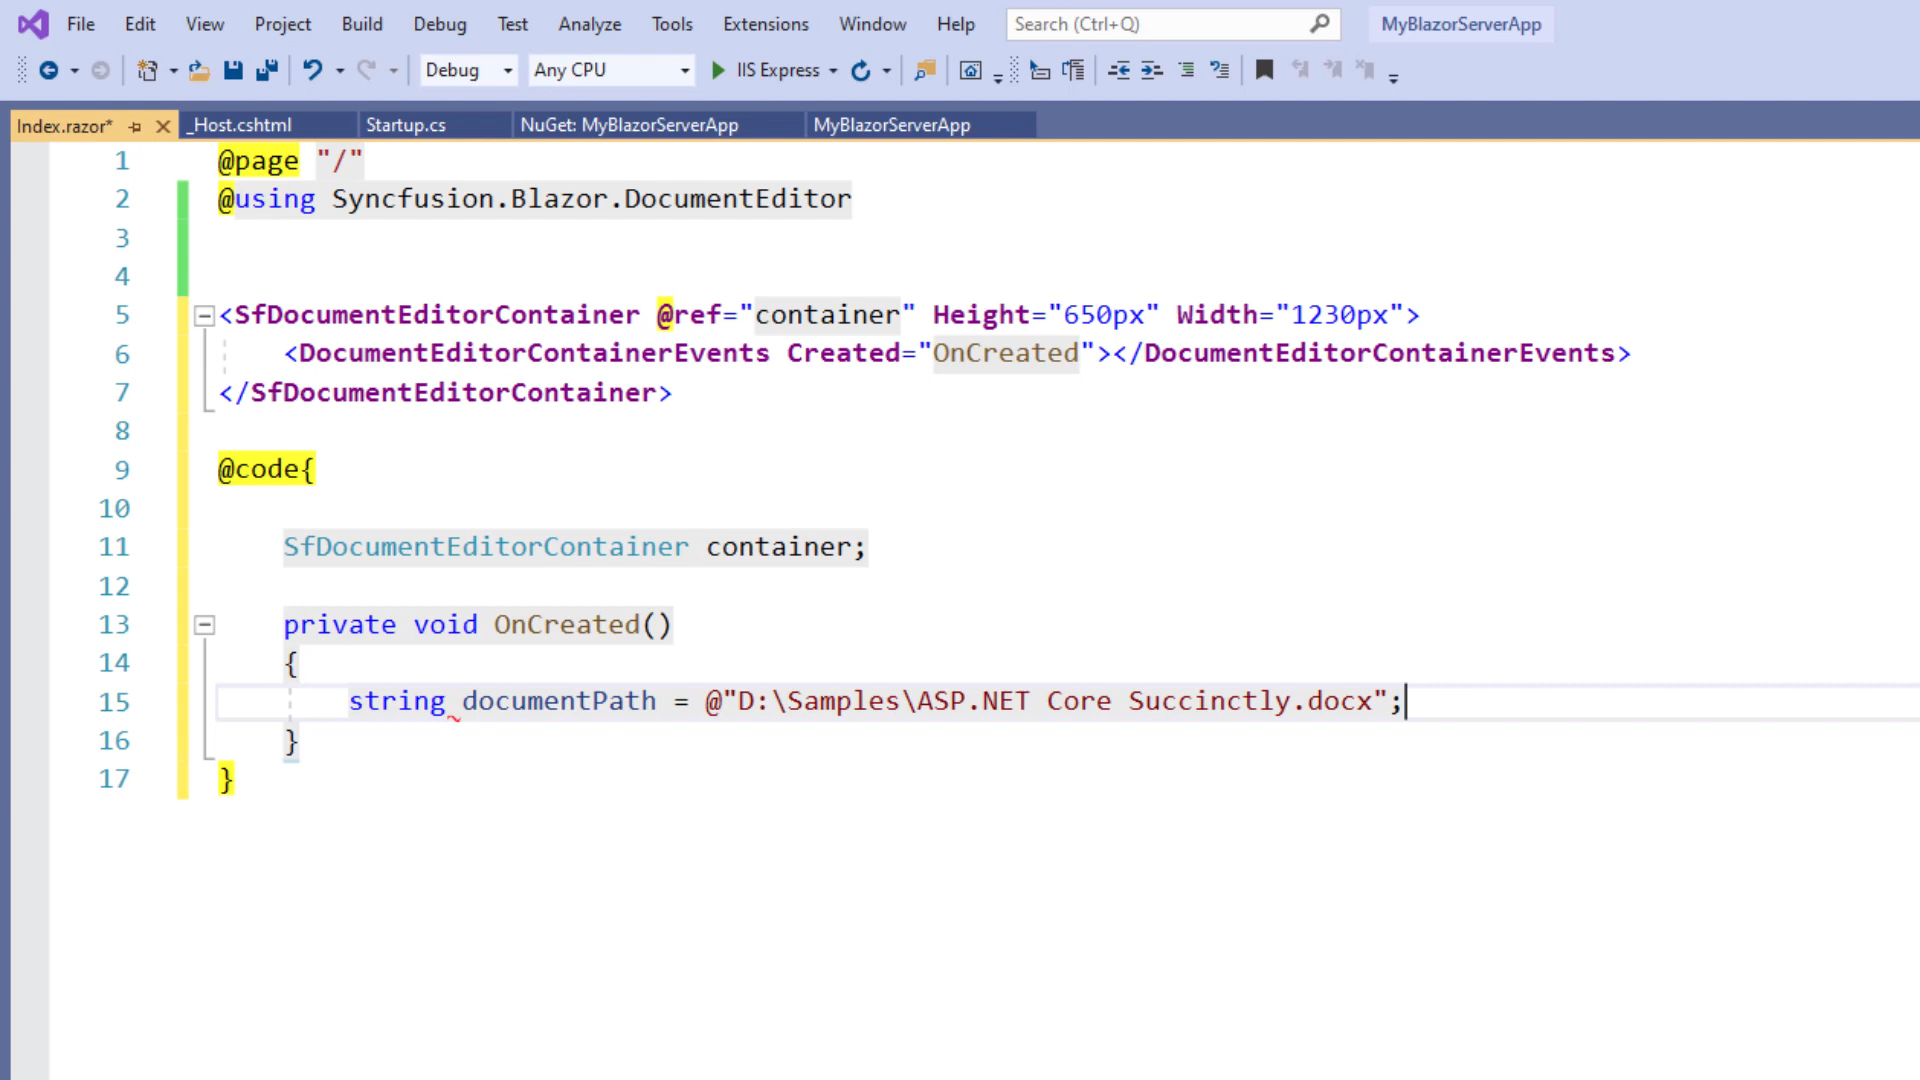 File Edit View Project Build Debug Test Analyze Tools Extensions Window Help Search (Ctrl+Q) MyBlazorServerApp
Debug Any CPU IIS Express
Index.razor* _Host.cshtml Startup.cs NuGet: MyBlazorServerApp MyBlazorServerApp
1 @page "/"
2 @using Syncfusion.Blazor.DocumentEditor
3
4
5 <SfDocumentEditorContainer @ref="container" Height="650px" Width="1230px">
6 <DocumentEditorContainerEvents Created="OnCreated"></DocumentEditorContainerEvents>
7 </SfDocumentEditorContainer>
8
9 @code{
10
11 SfDocumentEditorContainer container;
12
13 private void OnCreated()
14 {
15 string documentPath = @"D:\Samples\ASP.NET Core Succinctly.docx";
16 }
17 }